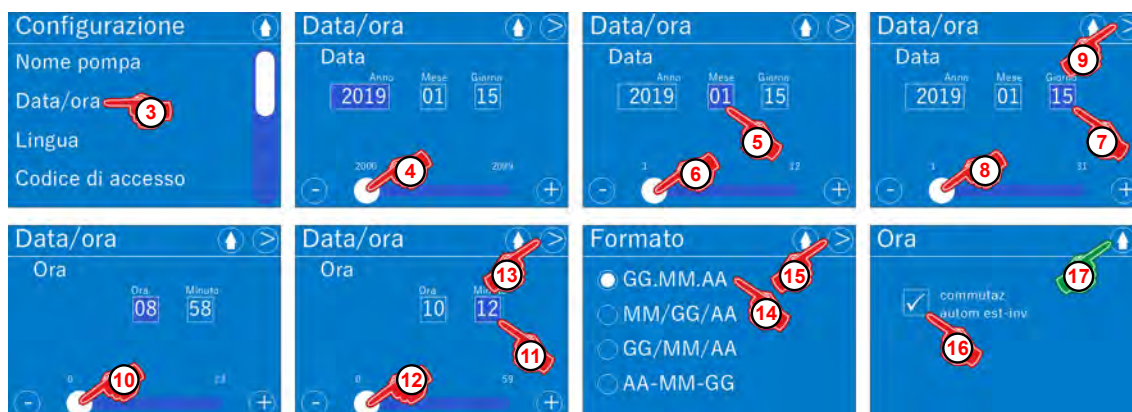 Configurazione
Nome pompa
Data/ora
3
Lingua
Codice di accesso
Data/ora
Data
Anno Mese Giorno
2019 01 15
2000 2099
4
- +
Data/ora
Data
Anno Mese Giorno
2019 01 15
5
1 12
6
- +
Data/ora
9
Data
Anno Mese Giorno
2019 01 15
7
1 31
8
- +
Data/ora
Ora
Ora Minuto
08 58
0 23
10
- +
Data/ora
13
Ora
Ora
10 12
11
0 59
12
- +
Formato
15
GG.MM.AA
14
MM/GG/AA
GG/MM/AA
AA-MM-GG
Ora
17
commutaz
autom est-inv
16